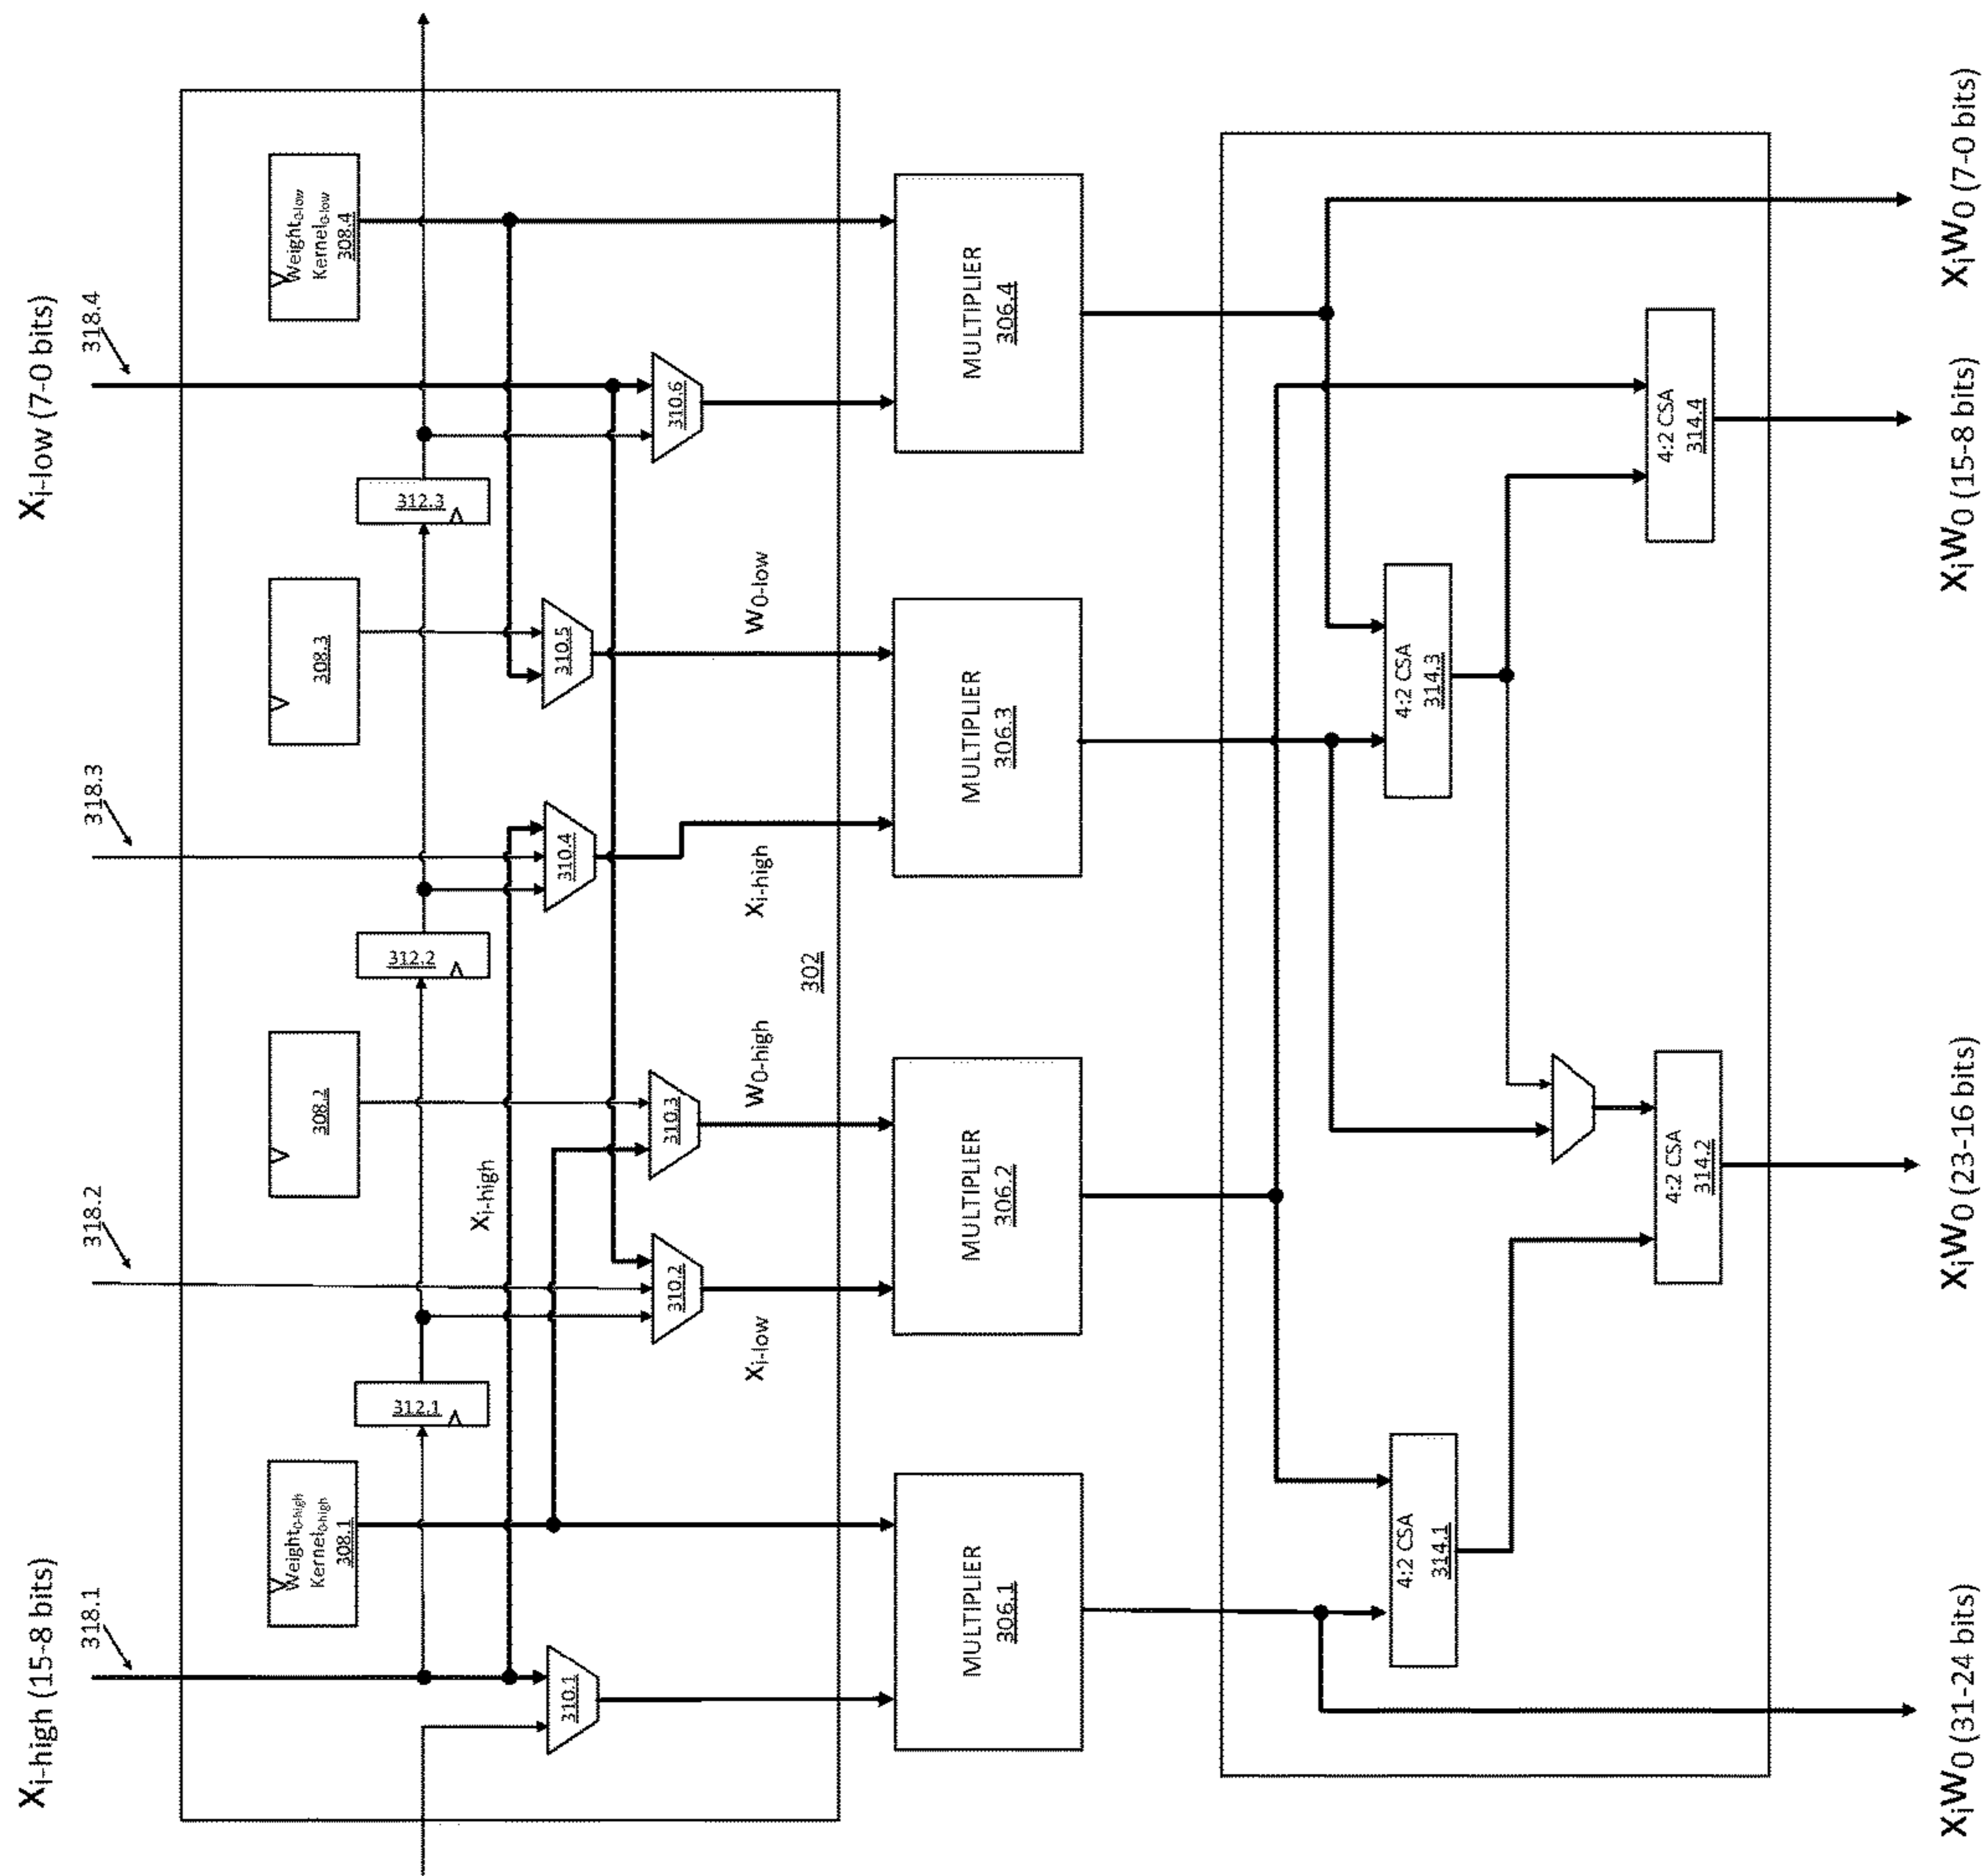 Xi-high (15-8 bits)
318.1
318.2
318.3
Xi-low (7-0 bits)
318.4
Weight0-high
Kernel0-high
308.1
308.2
308.3
Weight0-low
Kernel0-low
308.4
312.1
312.2
312.3
Xi-high
310.1
310.2
310.3
310.4
310.5
310.6
Xi-low
W0-high
Xi-high
W0-low
302
MULTIPLIER
306.1
MULTIPLIER
306.2
MULTIPLIER
306.3
MULTIPLIER
306.4
4:2 CSA
314.1
4:2 CSA
314.3
4:2 CSA
314.2
4:2 CSA
314.4
XiW0 (31-24 bits)
XiW0 (23-16 bits)
XiW0 (15-8 bits)
XiW0 (7-0 bits)